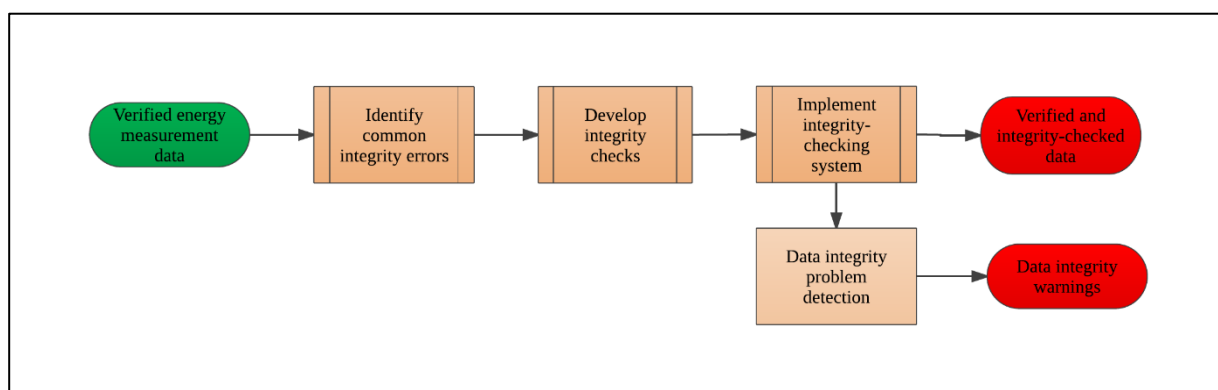 Verified energy
measurement
data
Identify
common
integrity errors
Develop
integrity
checks
Implement
integrity-
checking
system
Verified and
integrity-checked
data
Data integrity
problem
detection
Data integrity
warnings